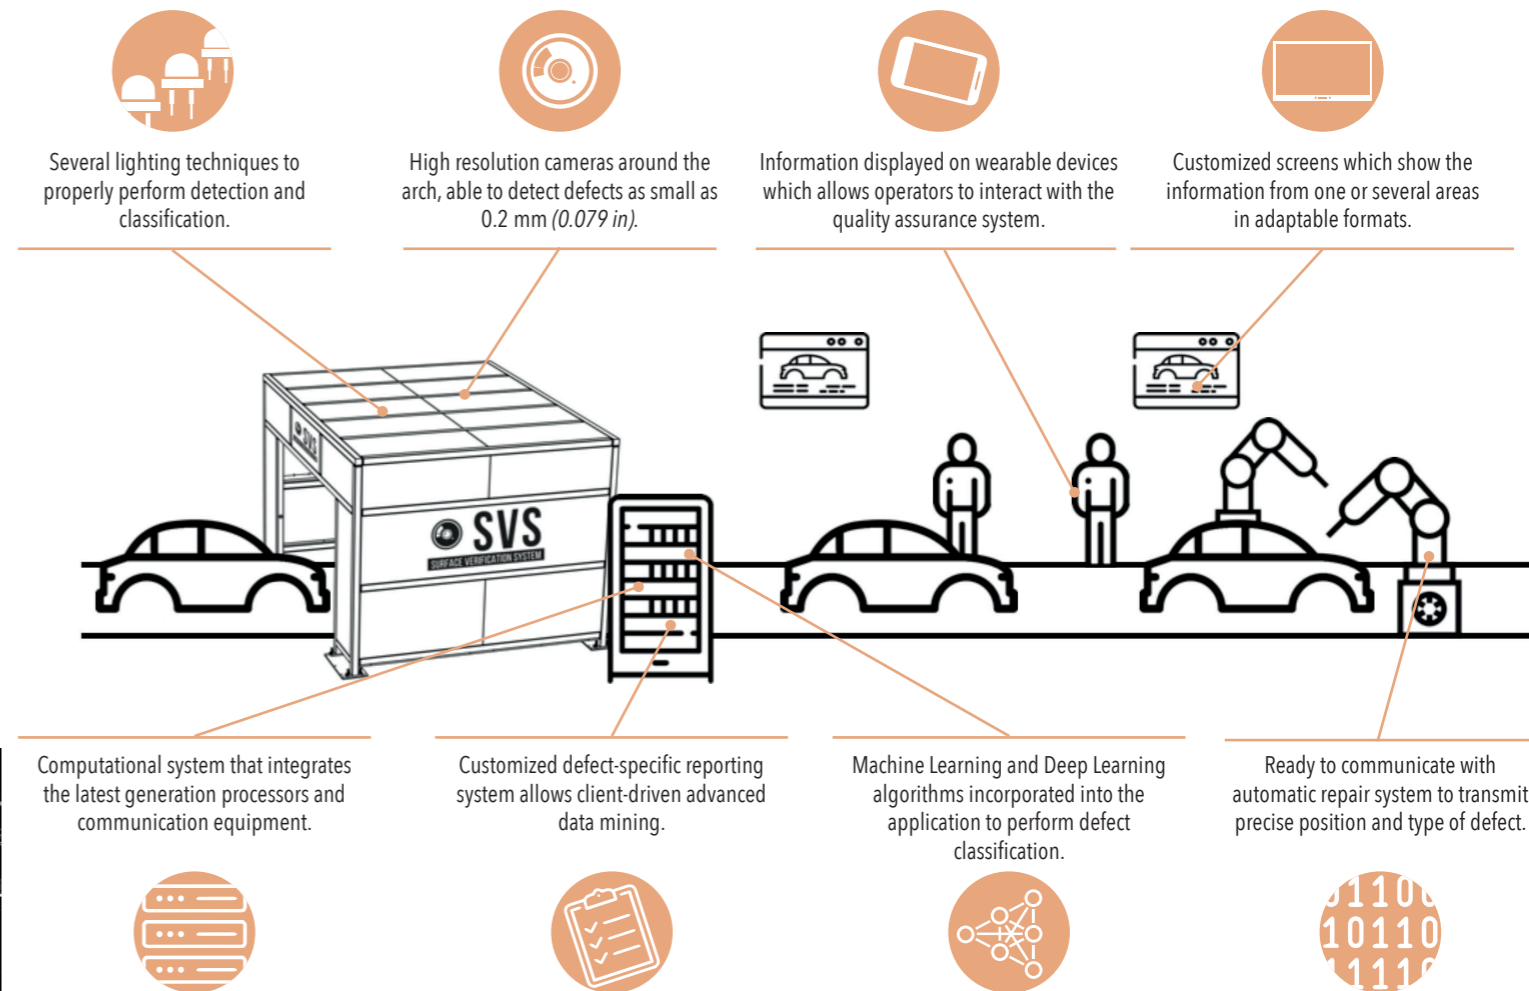 Several lighting techniques to
properly perform detection and
classification.
High resolution cameras around the
arch, able to detect defects as small as
0.2 mm (0.079 in).
Information displayed on wearable devices
which allows operators to interact with the
quality assurance system.
Customized screens which show the
information from one or several areas
in adaptable formats.
SVS
SVS
SURFACE VERIFICATION SYSTEM
Computational system that integrates
the latest generation processors and
communication equipment.
Customized defect-specific reporting
system allows client-driven advanced
data mining.
Machine Learning and Deep Learning
algorithms incorporated into the
application to perform defect
classification.
Ready to communicate with
automatic repair system to transmit
precise position and type of defect.
01100
10110
11110